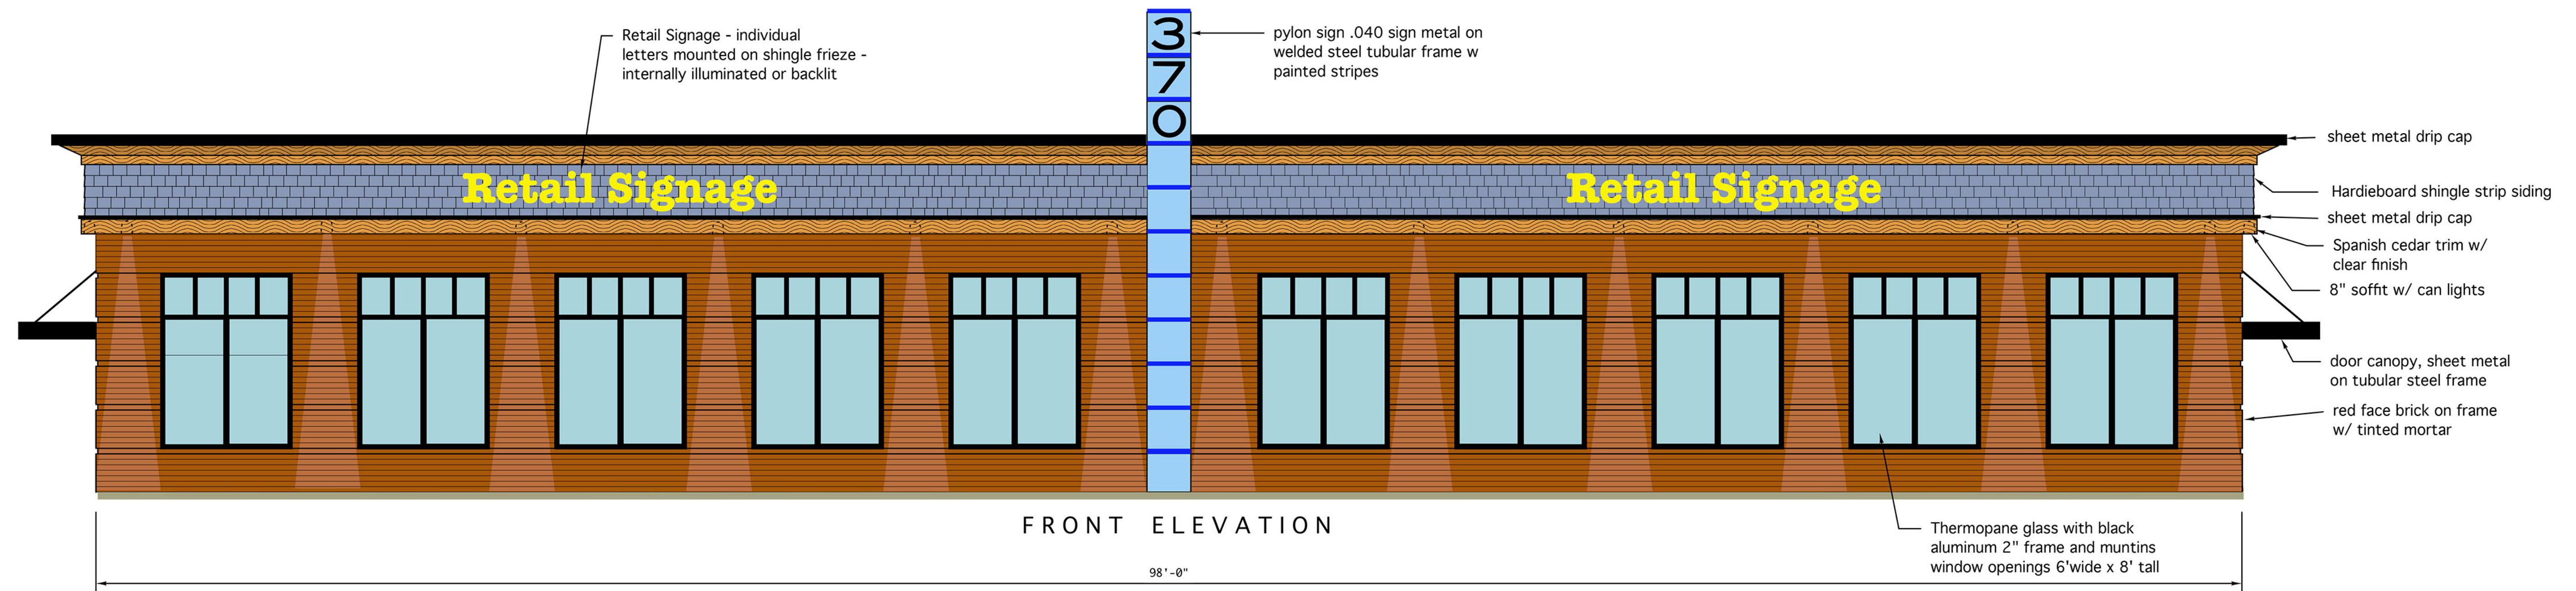 Retail Signage - individual
letters mounted on shingle frieze -
internally illuminated or backlit
3
7
0
pylon sign .040 sign metal on
welded steel tubular frame w
painted stripes
Retail Signage
Retail Signage
sheet metal drip cap
Hardieboard shingle strip siding
sheet metal drip cap
Spanish cedar trim w/
clear finish
8" soffit w/ can lights
door canopy, sheet metal
on tubular steel frame
red face brick on frame
w/ tinted mortar
FRONT ELEVATION
Thermopane glass with black
aluminum 2" frame and muntins
window openings 6'wide x 8' tall
98'-0"